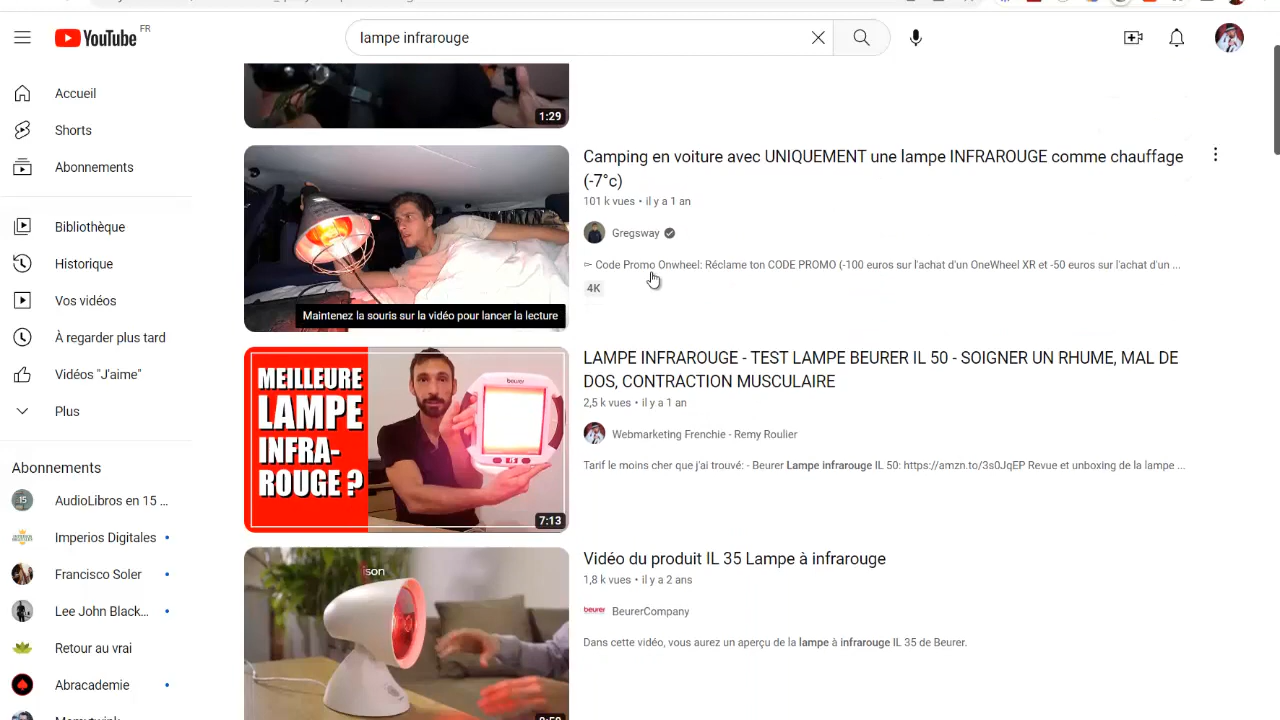 YouTube FR
lampe infrarouge
Accueil
Shorts
Abonnements
Bibliothèque
Historique
Vos vidéos
À regarder plus tard
Vidéos "J'aime"
Plus
Abonnements
AudioLibros en 15 ...
Imperios Digitales
Francisco Soler
Lee John Black...
Retour au vrai
Abracademie
1:29
Camping en voiture avec UNIQUEMENT une lampe INFRAROUGE comme chauffage
(-7°c)
101 k vues • il y a 1 an
Gregsway
➣ Code Promo Onwheel: Réclame ton CODE PROMO (-100 euros sur l'achat d'un OneWheel XR et -50 euros sur l'achat d'un ...
4K
Maintenez la souris sur la vidéo pour lancer la lecture
MEILLEURE
LAMPE
INFRA-
ROUGE ?
beurer
7:13
LAMPE INFRAROUGE - TEST LAMPE BEURER IL 50 - SOIGNER UN RHUME, MAL DE
DOS, CONTRACTION MUSCULAIRE
2,5 k vues • il y a 1 an
Webmarketing Frenchie - Remy Roulier
Tarif le moins cher que j'ai trouvé: - Beurer Lampe infrarouge IL 50: https://amzn.to/3s0JqEP Revue et unboxing de la lampe ...
ison
Vidéo du produit IL 35 Lampe à infrarouge
1,8 k vues • il y a 2 ans
beurer BeurerCompany
Dans cette vidéo, vous aurez un aperçu de la lampe à infrarouge IL 35 de Beurer.